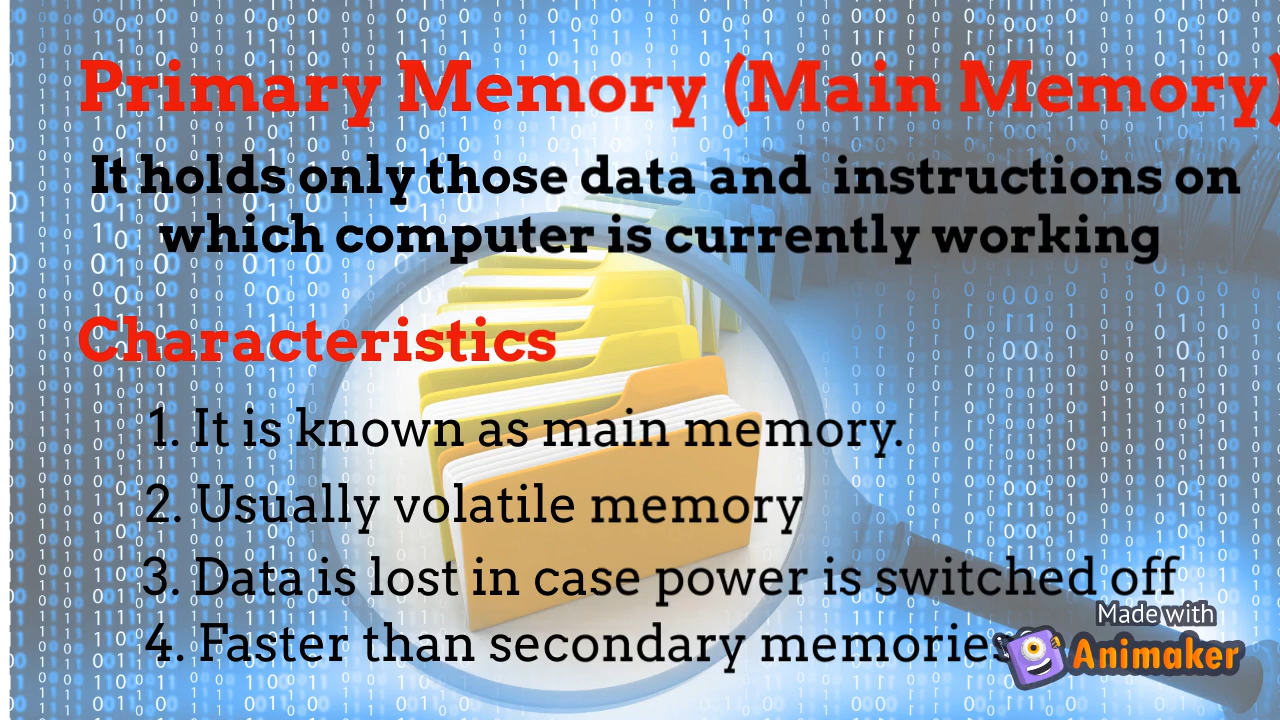 Primary Memory (Main Memory)
It holds only those data and instructions on
which computer is currently working
Characteristics
1. It is known as main memory.
2. Usually volatile memory
3. Data is lost in case power is switched off
4. Faster than secondary memories
Made with
Animaker